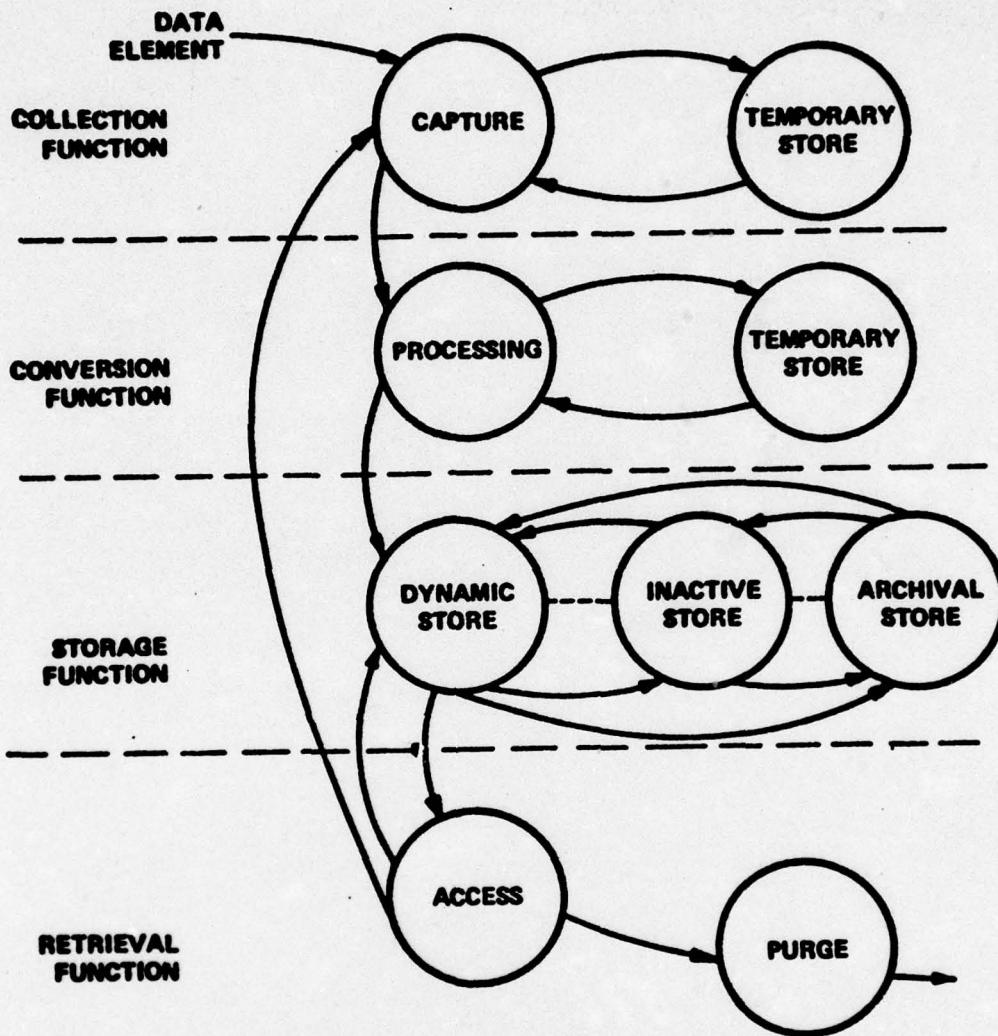 DATA
ELEMENT
COLLECTION
FUNCTION
CAPTURE
TEMPORARY
STORE
CONVERSION
FUNCTION
PROCESSING
TEMPORARY
STORE
STORAGE
FUNCTION
DYNAMIC
STORE
INACTIVE
STORE
ARCHIVAL
STORE
RETRIEVAL
FUNCTION
ACCESS
PURGE